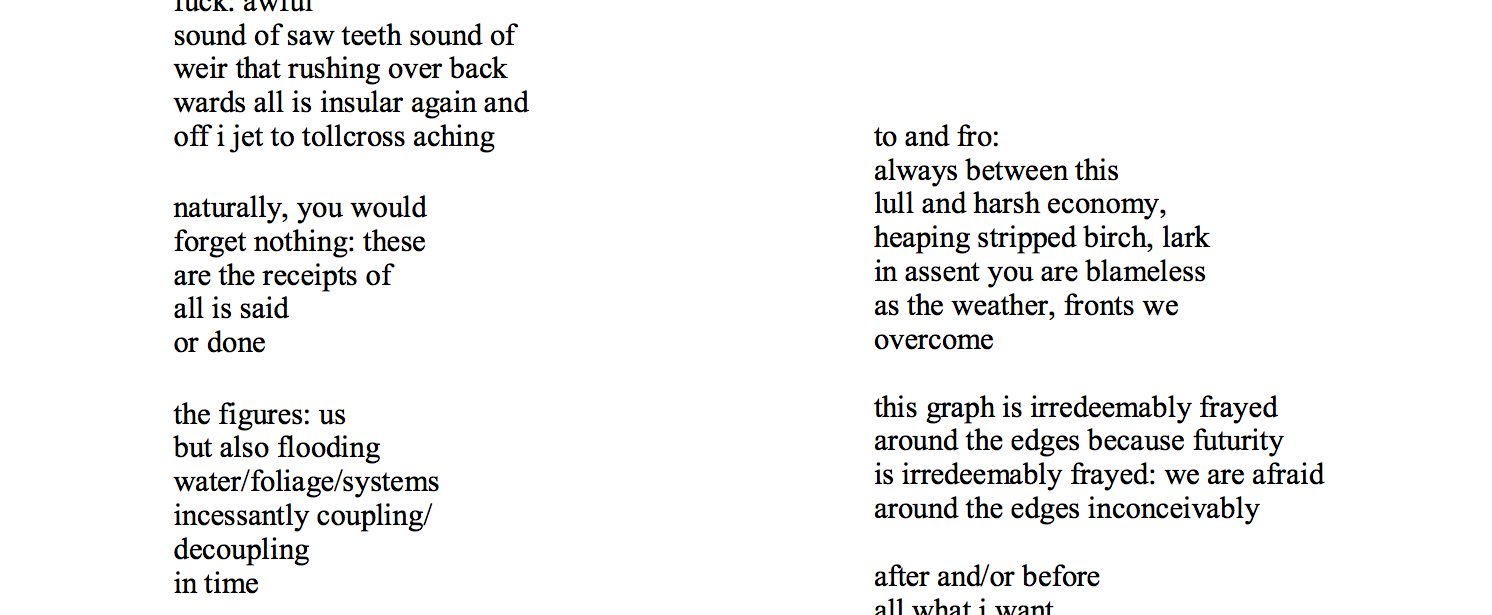 fuck: awful
sound of saw teeth sound of
weir that rushing over back
wards all is insular again and
off i jet to tollcross aching
naturally, you would
forget nothing: these
are the receipts of
all is said
or done
the figures: us
but also flooding
water/foliage/systems
incessantly coupling/
decoupling
in time
to and fro:
always between this
lull and harsh economy,
heaping stripped birch, lark
in assent you are blameless
as the weather, fronts we
overcome
this graph is irredeemably frayed
around the edges because futurity
is irredeemably frayed: we are afraid
around the edges inconceivably
after and/or before
all what i want